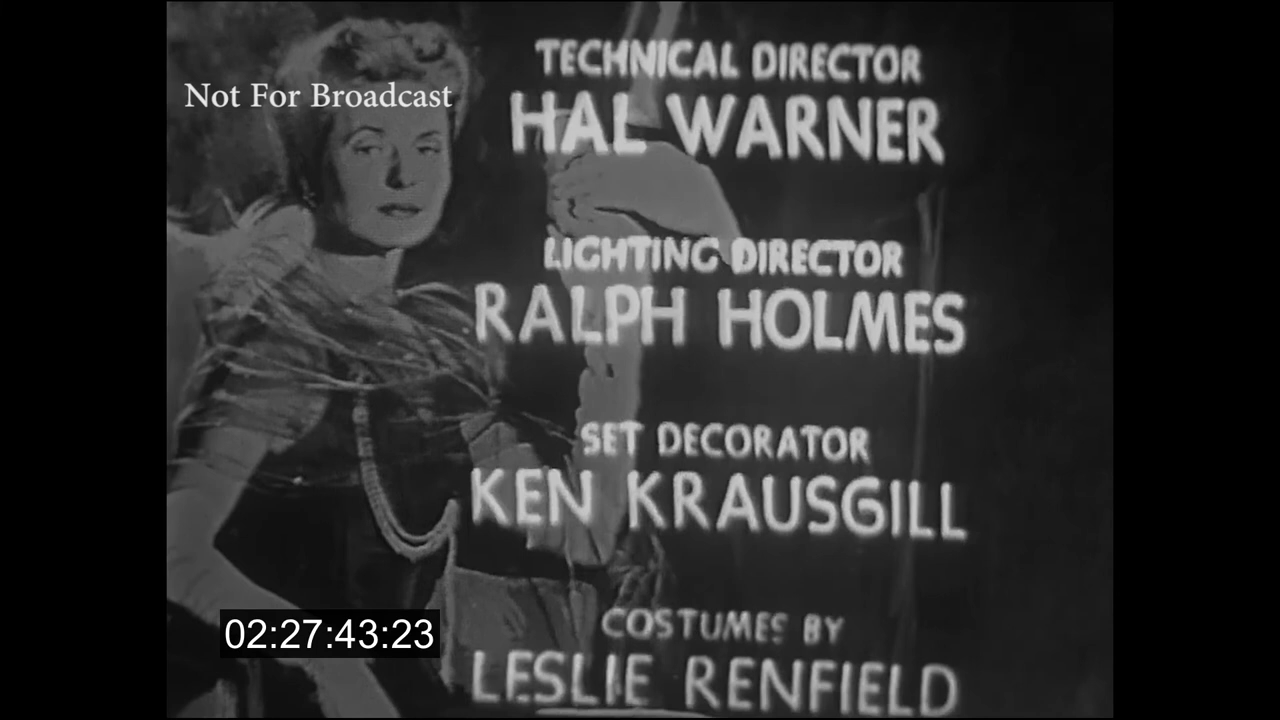 Not For Broadcast
TECHNICAL DIRECTOR
HAL WARNER
LIGHTING DIRECTOR
RALPH HOLMES
SET DECORATOR
KEN KRAUSGILL
COSTUMES BY
LESLIE RENFIELD
02:27:43:23